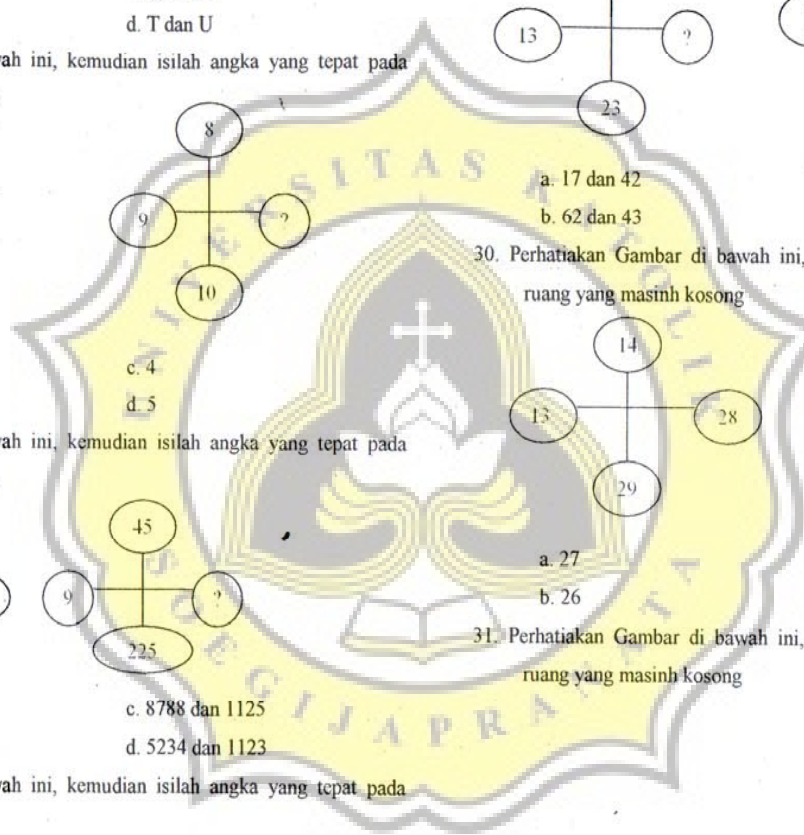 d. T dan U
wah ini, kemudian isilah angka yang tepat pada
8
9 ?
10
c. 4
d. 5
wah ini, kemudian isilah angka yang tepat pada
45
9 ?
225
c. 8788 dan 1125
d. 5234 dan 1123
wah ini, kemudian isilah angka yang tepat pada
13 ?
23
a. 17 dan 42
b. 62 dan 43
30. Perhatiakan Gambar di bawah ini,
ruang yang masinh kosong
14
13 28
29
a. 27
b. 26
31. Perhatiakan Gambar di bawah ini,
ruang yang masinh kosong
UNIVERSITAS KATOLIK
SOEGIJAPRANATA